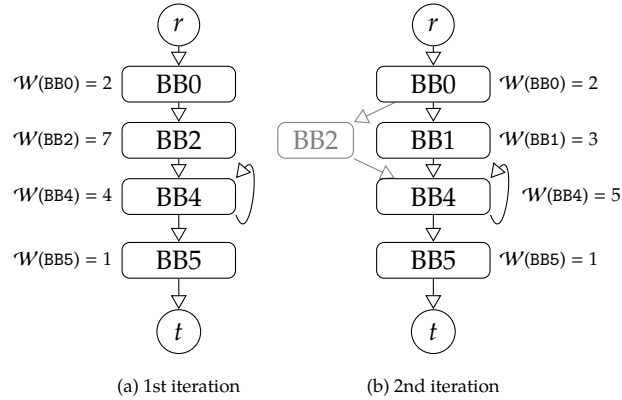 r r
𝒲(BB0) = 2 BB0 BB0 𝒲(BB0) = 2
𝒲(BB2) = 7 BB2 BB2 BB1 𝒲(BB1) = 3
𝒲(BB4) = 4 BB4 BB4 𝒲(BB4) = 5
𝒲(BB5) = 1 BB5 BB5 𝒲(BB5) = 1
t t
(a) 1st iteration (b) 2nd iteration